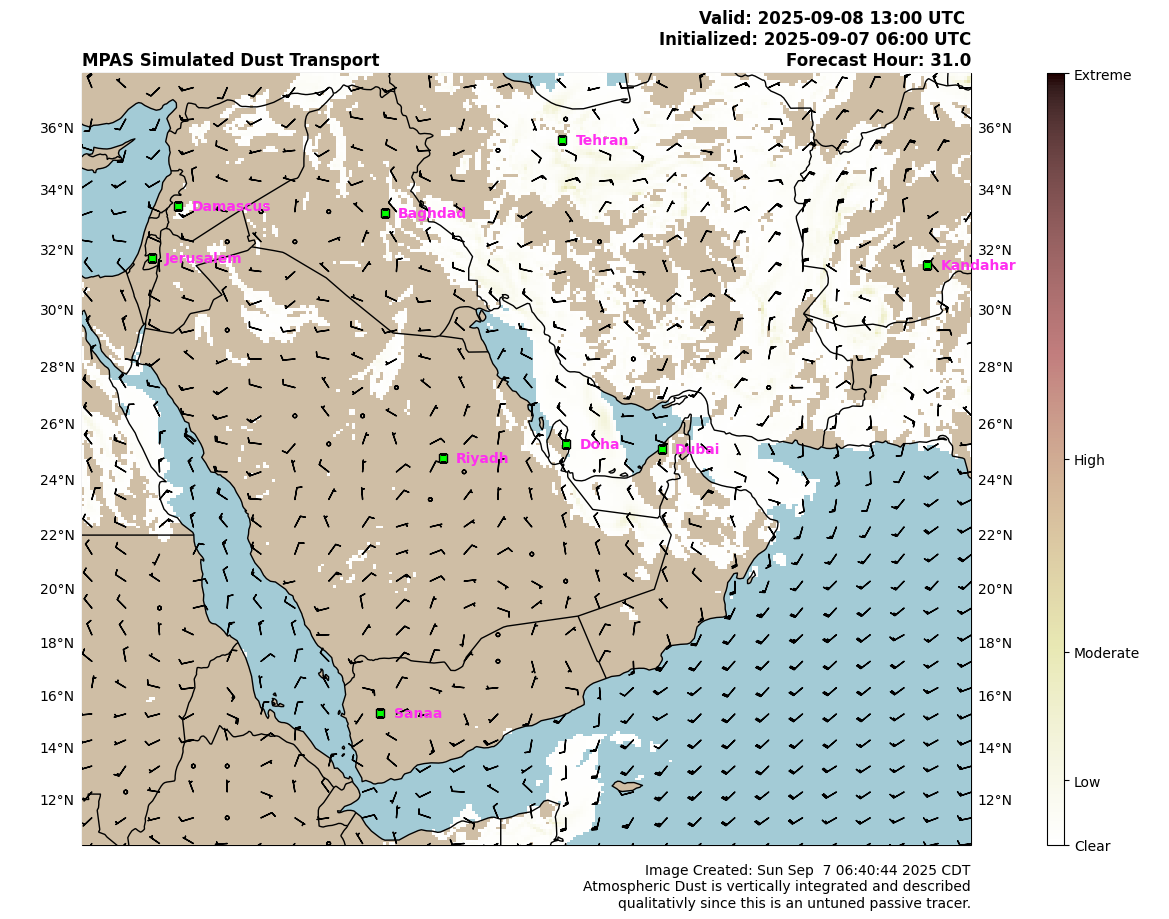 Valid: 2025-09-08 13:00 UTC
Initialized: 2025-09-07 06:00 UTC
MPAS Simulated Dust Transport
Forecast Hour: 31.0
Extreme
High
Moderate
Low
Clear
36°N
34°N
32°N
30°N
28°N
26°N
24°N
22°N
20°N
18°N
16°N
14°N
12°N
Tehran
Damascus
Baghdad
Jerusalem
Kandahar
Doha
Dubai
Riyadh
Sanaa
36°N
34°N
32°N
30°N
28°N
26°N
24°N
22°N
20°N
18°N
16°N
14°N
12°N
Image Created: Sun Sep  7 06:40:44 2025 CDT
Atmospheric Dust is vertically integrated and described
qualitativly since this is an untuned passive tracer.